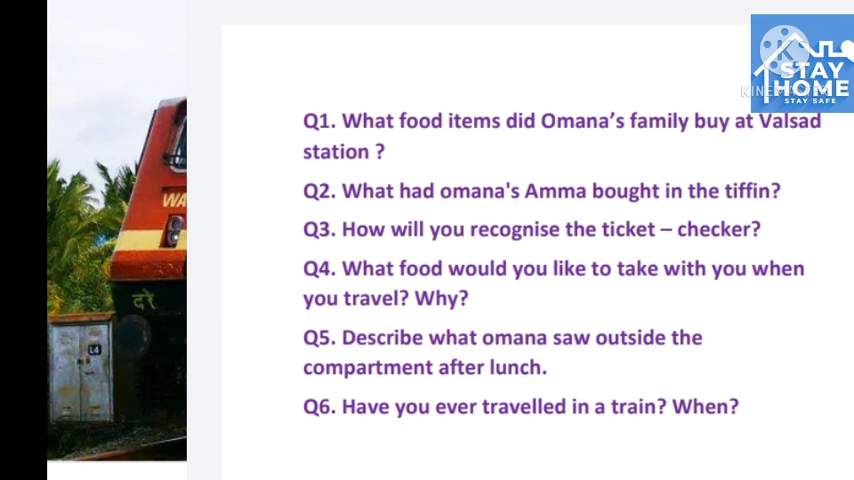 STAY
HOME
STAY SAFE
Q1. What food items did Omana's family buy at Valsad
station ?
Q2. What had omana's Amma bought in the tiffin?
Q3. How will you recognise the ticket – checker?
Q4. What food would you like to take with you when
you travel? Why?
Q5. Describe what omana saw outside the
compartment after lunch.
Q6. Have you ever travelled in a train? When?
WA
दरे
L4